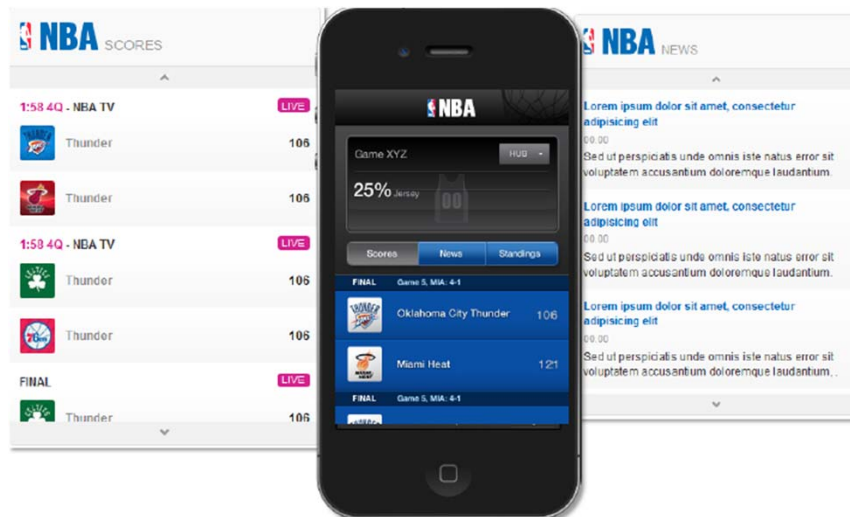 NBA SCORES
1:58 4Q - NBA TV LIVE
THUNDER
Thunder 106
Thunder 106
1:58 4Q - NBA TV LIVE
CELTICS
Thunder 106
76ers
Thunder 106
FINAL LIVE
Thunder 106
NBA
Game XYZ HUB
25% Jersey
00
Scores News Standings
FINAL Game 5, MIA: 4-1
THUNDER
Oklahoma City Thunder 106
MIAMI HEAT
Miami Heat 121
FINAL Game 5, MIA: 4-1
NBA NEWS
Lorem ipsum dolor sit amet, consectetur
adipisicing elit
00.00
Sed ut perspiciatis unde omnis iste natus error sit
voluptatem accusantium doloremque laudantium.
Lorem ipsum dolor sit amet, consectetur
adipisicing elit
00.00
Sed ut perspiciatis unde omnis iste natus error sit
voluptatem accusantium doloremque laudantium.
Lorem ipsum dolor sit amet, consectetur
adipisicing elit
00.00
Sed ut perspiciatis unde omnis iste natus error sit
voluptatem accusantium doloremque laudantium, .